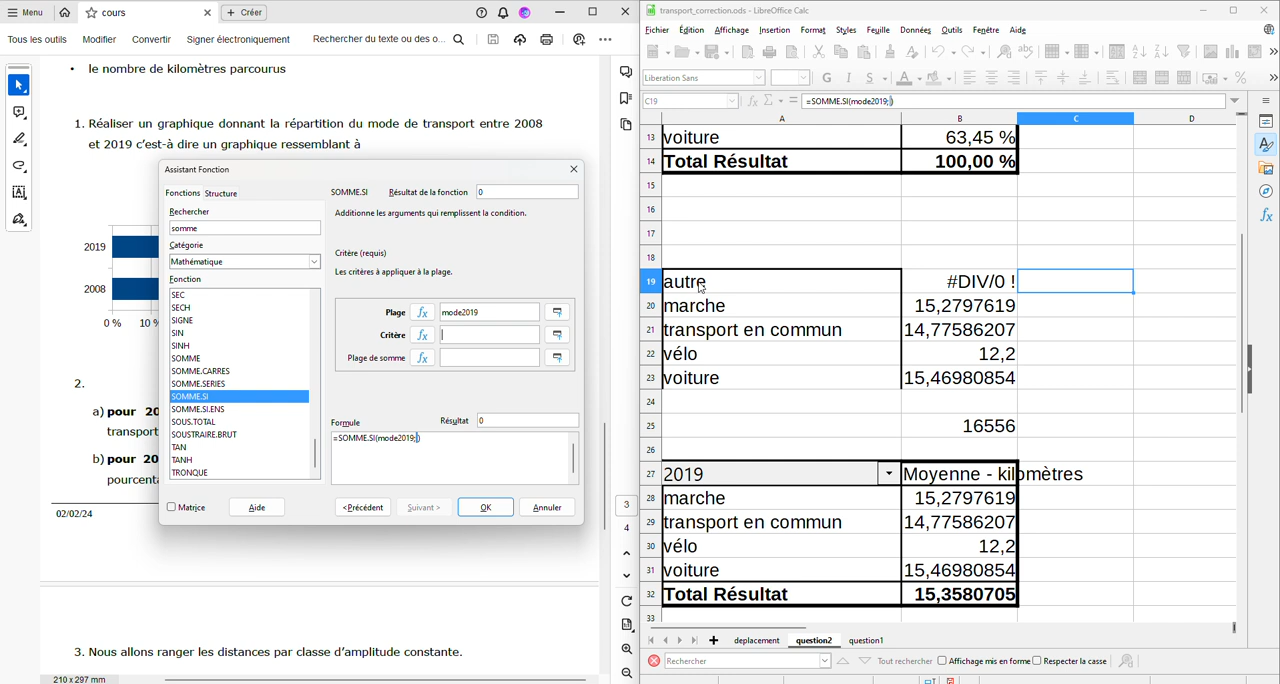 Menu
cours
+ Créer
Tous les outils Modifier Convertir Signer électroniquement Rechercher du texte ou des o...
• le nombre de kilomètres parcourus
1. Réaliser un graphique donnant la répartition du mode de transport entre 2008
et 2019 c'est-à dire un graphique ressemblant à
2019
2008
0 % 10 %
2.
a) pour 20
transport
b) pour 20
pourcenta
02/02/24
3. Nous allons ranger les distances par classe d'amplitude constante.
210 x 297 mm
3
4
Assistant Fonction
Fonctions Structure
SOMME.SI Résultat de la fonction 0
Rechercher
somme
Additionne les arguments qui remplissent la condition.
Catégorie
Mathématique
Critère (requis)
Les critères à appliquer à la plage.
Fonction
SEC
SECH
SIGNE
SIN
SINH
SOMME
SOMME.CARRES
SOMME.SERIES
SOMME.SI
SOMME.SI.ENS
SOUS.TOTAL
SOUSTRAIRE.BRUT
TAN
TANH
TRONQUE
Plage fx mode2019
Critère fx
Plage de somme fx
Formule Résultat 0
=SOMME.SI(mode2019;)
Matrice Aide <Précédent Suivant > OK Annuler
transport_correction.ods - LibreOffice Calc
Fichier Édition Affichage Insertion Format Styles Feuille Données Outils Fenêtre Aide
Liberation Sans G I S
C19 fx Σ = =SOMME.SI(mode2019;)
A B C D
13 voiture 63,45 %
14 Total Résultat 100,00 %
15
16
17
18
19 autre #DIV/0 !
20 marche 15,2797619
21 transport en commun 14,77586207
22 vélo 12,2
23 voiture 15,46980854
24
25 16556
26
27 2019 Moyenne - kilomètres
28 marche 15,2797619
29 transport en commun 14,77586207
30 vélo 12,2
31 voiture 15,46980854
32 Total Résultat 15,3580705
33
deplacement question2 question1
Rechercher Tout rechercher Affichage mis en forme Respecter la casse